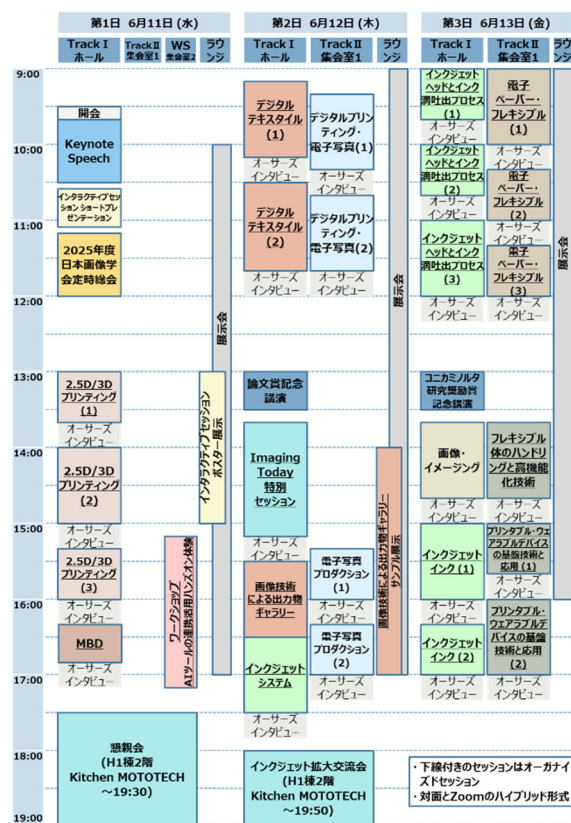 第1日 6月11日(水)
第2日 6月12日(木)
第3日 6月13日(金)
Track I
ホール
Track II
集会室1
WS
集会室2
ラウンジ
Track I
ホール
Track II
集会室1
ラウンジ
Track I
ホール
Track II
集会室1
ラウンジ
9:00
10:00
11:00
12:00
13:00
14:00
15:00
16:00
17:00
18:00
19:00
開会
Keynote
Speech
インタラクティブセッ
ション ショートプレ
ゼンテーション
2025年度
日本画像学
会定時総会
2.5D/3D
プリンティング
(1)
オーサーズ
インタビュー
2.5D/3D
プリンティング
(2)
オーサーズ
インタビュー
2.5D/3D
プリンティング
(3)
オーサーズ
インタビュー
MBD
オーサーズ
インタビュー
懇親会
(H1棟2階
Kitchen MOTOTECH
~19:30)
ワークショップ
AIツールの連携活用ハンズオン体験
展示会
インタラクティブセッション
ポスター展示
デジタル
テキスタイル
(1)
オーサーズ
インタビュー
デジタル
テキスタイル
(2)
オーサーズ
インタビュー
論文賞記念
講演
Imaging
Today
特別
セッション
画像技術
による出力物
ギャラリー
インクジェット
システム
オーサーズ
インタビュー
インクジェット拡大交流会
(H1棟2階
Kitchen MOTOTECH
~19:50)
デジタルプリン
ティング・
電子写真(1)
オーサーズ
インタビュー
デジタルプリン
ティング・
電子写真(2)
オーサーズ
インタビュー
電子写真
プロダクション
(1)
オーサーズ
インタビュー
電子写真
プロダクション
(2)
オーサーズ
インタビュー
展示会
画像技術による出力物ギャラリー
サンプル展示
インクジェット
ヘッドとインク
滴吐出プロセス
(1)
オーサーズ
インタビュー
インクジェット
ヘッドとインク
滴吐出プロセス
(2)
オーサーズ
インタビュー
インクジェット
ヘッドとインク
滴吐出プロセス
(3)
オーサーズ
インタビュー
コニカミノルタ
研究奨励賞
記念講演
画像・
イメージング
オーサーズ
インタビュー
インクジェット
インク(1)
オーサーズ
インタビュー
インクジェット
インク(2)
オーサーズ
インタビュー
電子
ペーパー・
フレキシブル
(1)
オーサーズ
インタビュー
電子
ペーパー・
フレキシブル
(2)
オーサーズ
インタビュー
電子
ペーパー・
フレキシブル
(3)
オーサーズ
インタビュー
フレキシブル
体のハンドリ
ングと高機能
化技術
オーサーズ
インタビュー
プリンタブル・ウェ
アラブルデバイス
の基盤技術と
応用(1)
オーサーズ
インタビュー
プリンタブル・
ウェアラブルデ
バイスの基盤
技術と応用
(2)
オーサーズ
インタビュー
展示会
・下線付きのセッションはオーガナイ
ズドセッション
・対面とZoomのハイブリッド形式